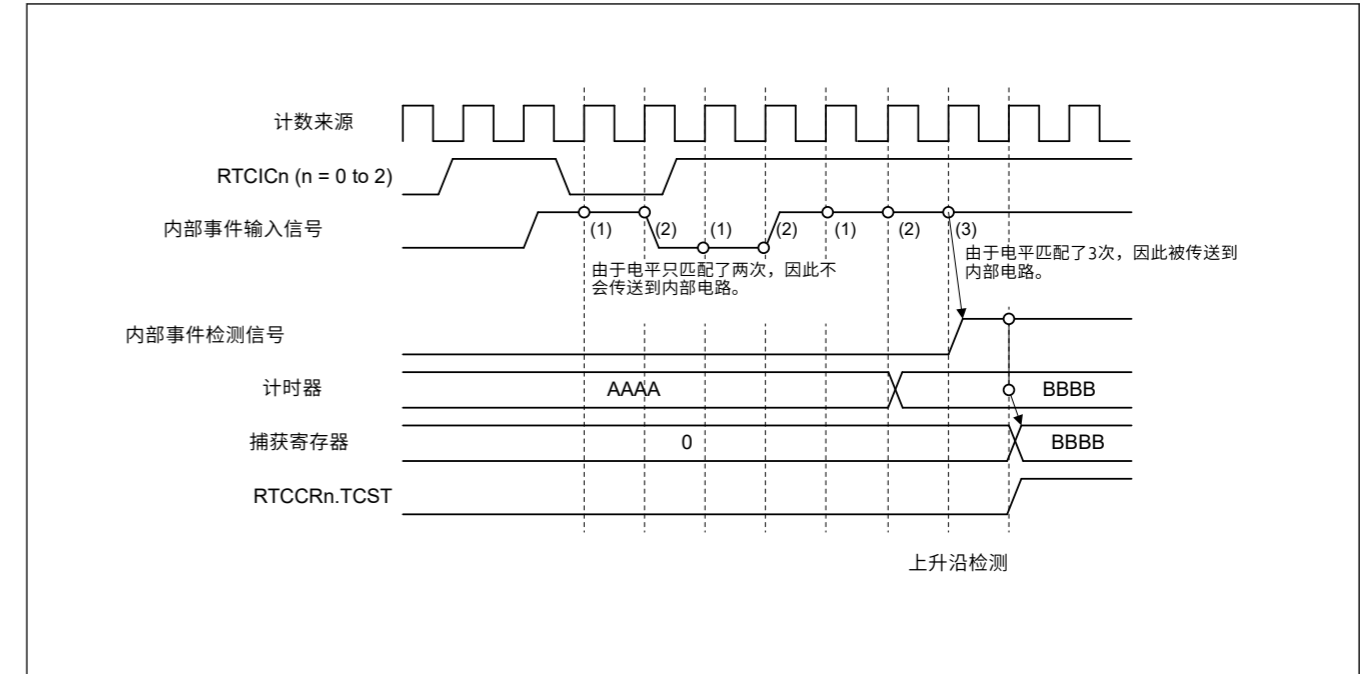 计数来源
RTCICn (n = 0 to 2)
内部事件输入信号
(1) (2) (1) (2) (1) (2) (3)
由于电平只匹配了两次，因此不
会传送到内部电路。
由于电平匹配了3次，因此被传送到
内部电路。
内部事件检测信号
计时器 AAAA BBBB
捕获寄存器 0 BBBB
RTCCRn.TCST
上升沿检测